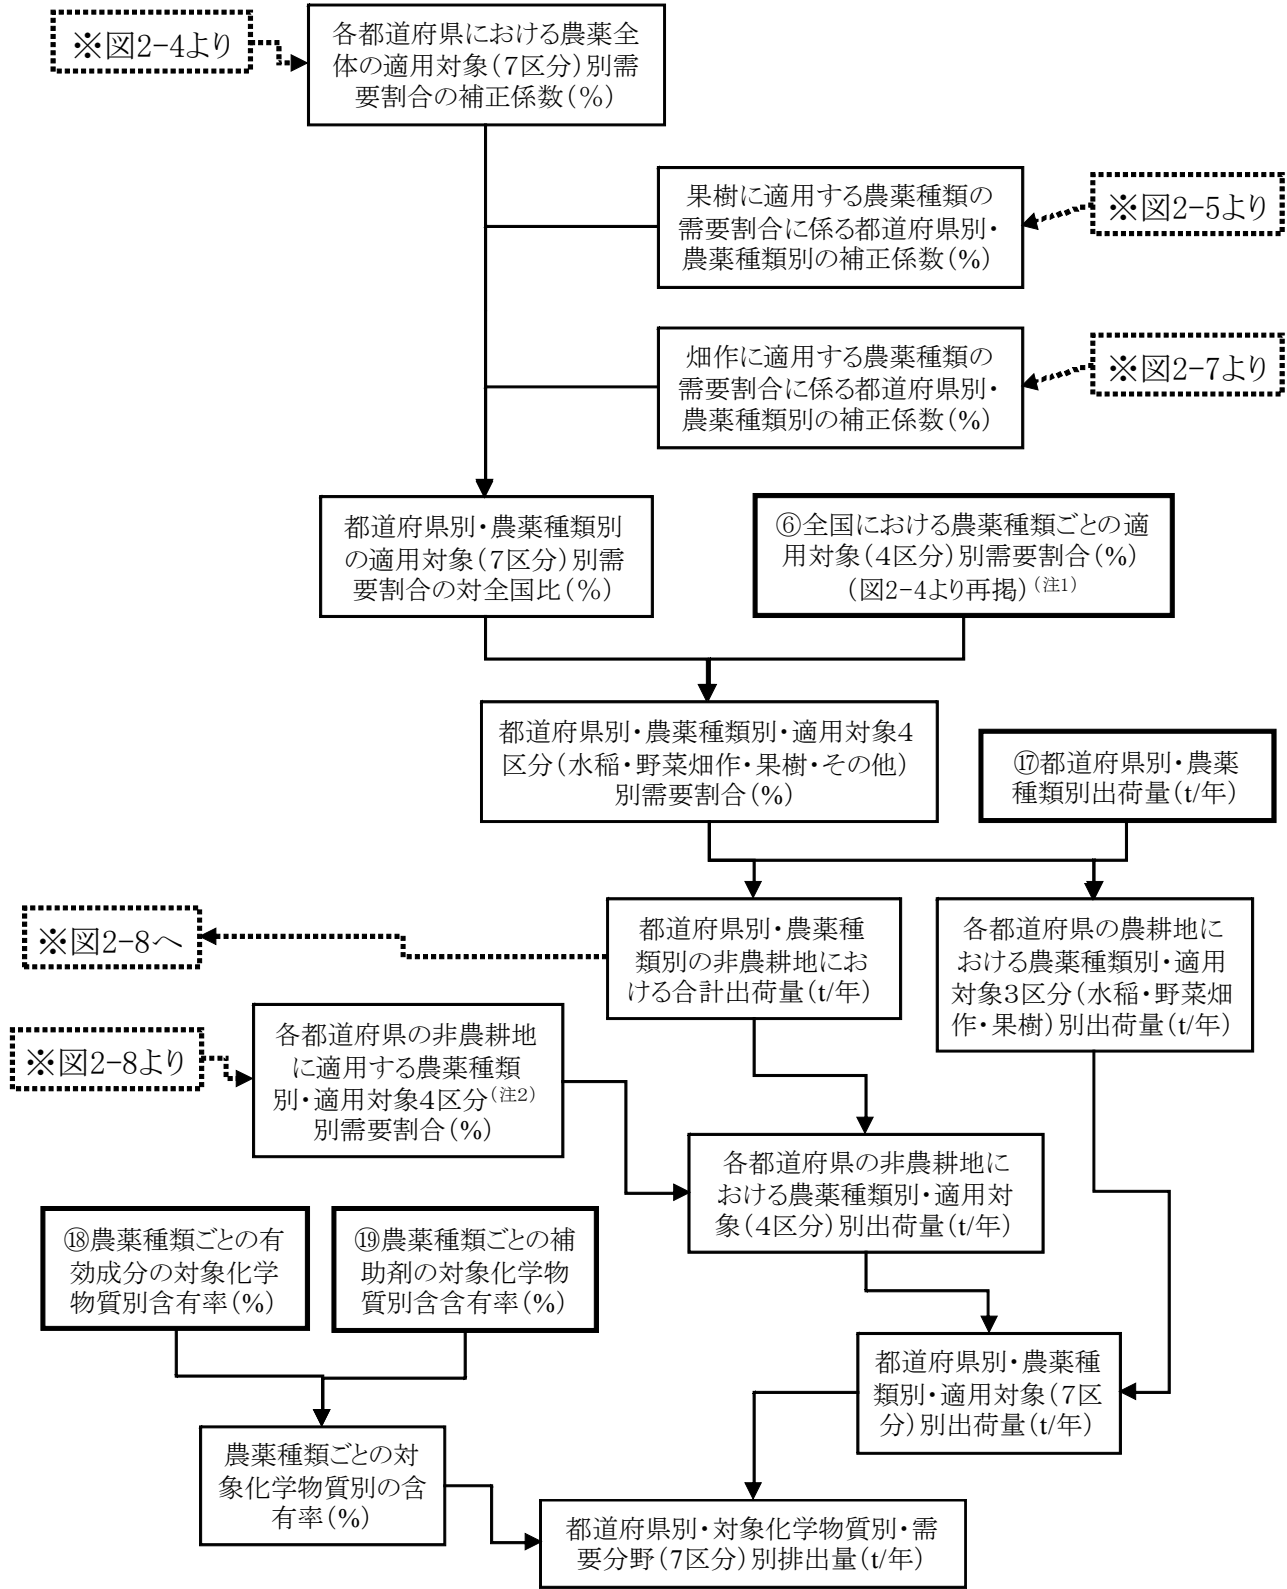 ※図2-4より
各都道府県における農薬全
体の適用対象(7区分)別需
要割合の補正係数(%)
果樹に適用する農薬種類の
需要割合に係る都道府県別・
農薬種類別の補正係数(%)
※図2-5より
畑作に適用する農薬種類の
需要割合に係る都道府県別・
農薬種類別の補正係数(%)
※図2-7より
都道府県別・農薬種類別
の適用対象(7区分)別需
要割合の対全国比(%)
⑥全国における農薬種類ごとの適
用対象(4区分)別需要割合(%)
(図2-4より再掲)(注1)
都道府県別・農薬種類別・適用対象4
区分(水稲・野菜畑作・果樹・その他)
別需要割合(%)
⑰都道府県別・農薬
種類別出荷量(t/年)
※図2-8へ
都道府県別・農薬種
類別の非農耕地にお
ける合計出荷量(t/年)
各都道府県の農耕地に
おける農薬種類別・適用
対象3区分(水稲・野菜畑
作・果樹)別出荷量(t/年)
※図2-8より
各都道府県の非農耕地
に適用する農薬種類
別・適用対象4区分(注2)
別需要割合(%)
各都道府県の非農耕地に
おける農薬種類別・適用対
象(4区分)別出荷量(t/年)
⑱農薬種類ごとの有
効成分の対象化学
物質別含有率(%)
⑲農薬種類ごとの補
助剤の対象化学物
質別含含有率(%)
都道府県別・農薬種
類別・適用対象(7区
分)別出荷量(t/年)
農薬種類ごとの対
象化学物質別の含
有率(%)
都道府県別・対象化学物質別・需
要分野(7区分)別排出量(t/年)